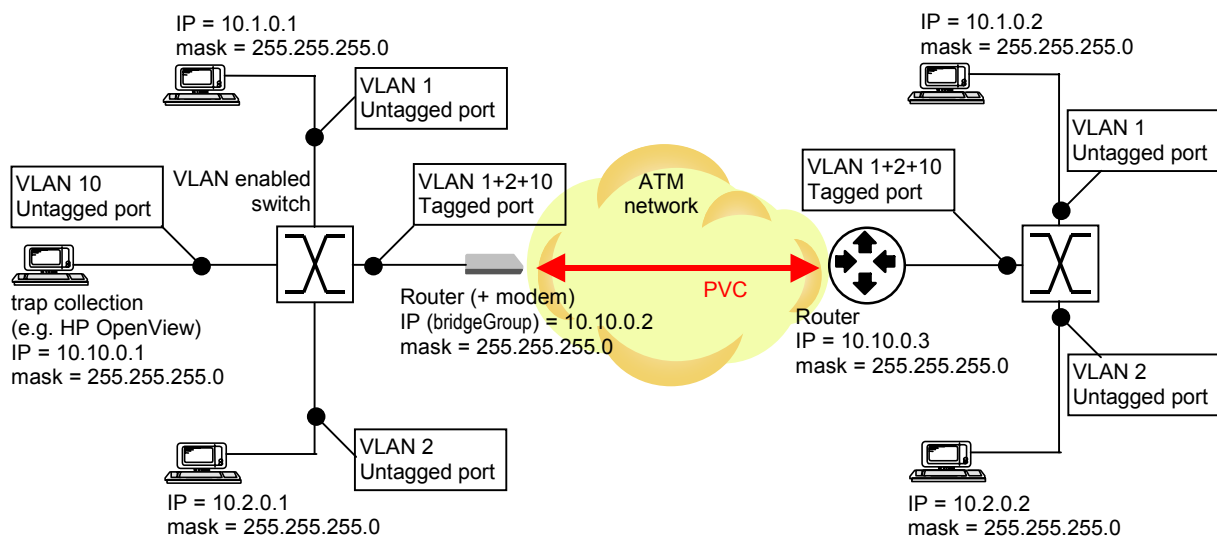 IP = 10.1.0.1
mask = 255.255.255.0
VLAN 1
Untagged port
VLAN 10
Untagged port
VLAN enabled
switch
VLAN 1+2+10
Tagged port
trap collection
(e.g. HP OpenView)
IP = 10.10.0.1
mask = 255.255.255.0
Router (+ modem)
IP (bridgeGroup) = 10.10.0.2
mask = 255.255.255.0
VLAN 2
Untagged port
IP = 10.2.0.1
mask = 255.255.255.0
ATM
network
PVC
IP = 10.1.0.2
mask = 255.255.255.0
VLAN 1
Untagged port
VLAN 1+2+10
Tagged port
Router
IP = 10.10.0.3
mask = 255.255.255.0
VLAN 2
Untagged port
IP = 10.2.0.2
mask = 255.255.255.0